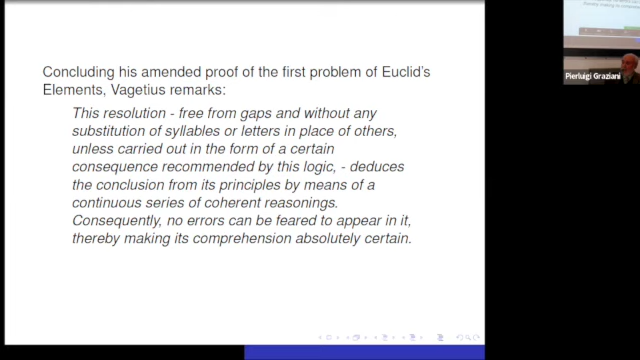 Concluding his amended proof of the first problem of Euclid's
Elements, Vagetius remarks:
This resolution - free from gaps and without any
substitution of syllables or letters in place of others,
unless carried out in the form of a certain
consequence recommended by this logic, - deduces
the conclusion from its principles by means of a
continuous series of coherent reasonings.
Consequently, no errors can be feared to appear in it,
thereby making its comprehension absolutely certain.
Pierluigi Graziani